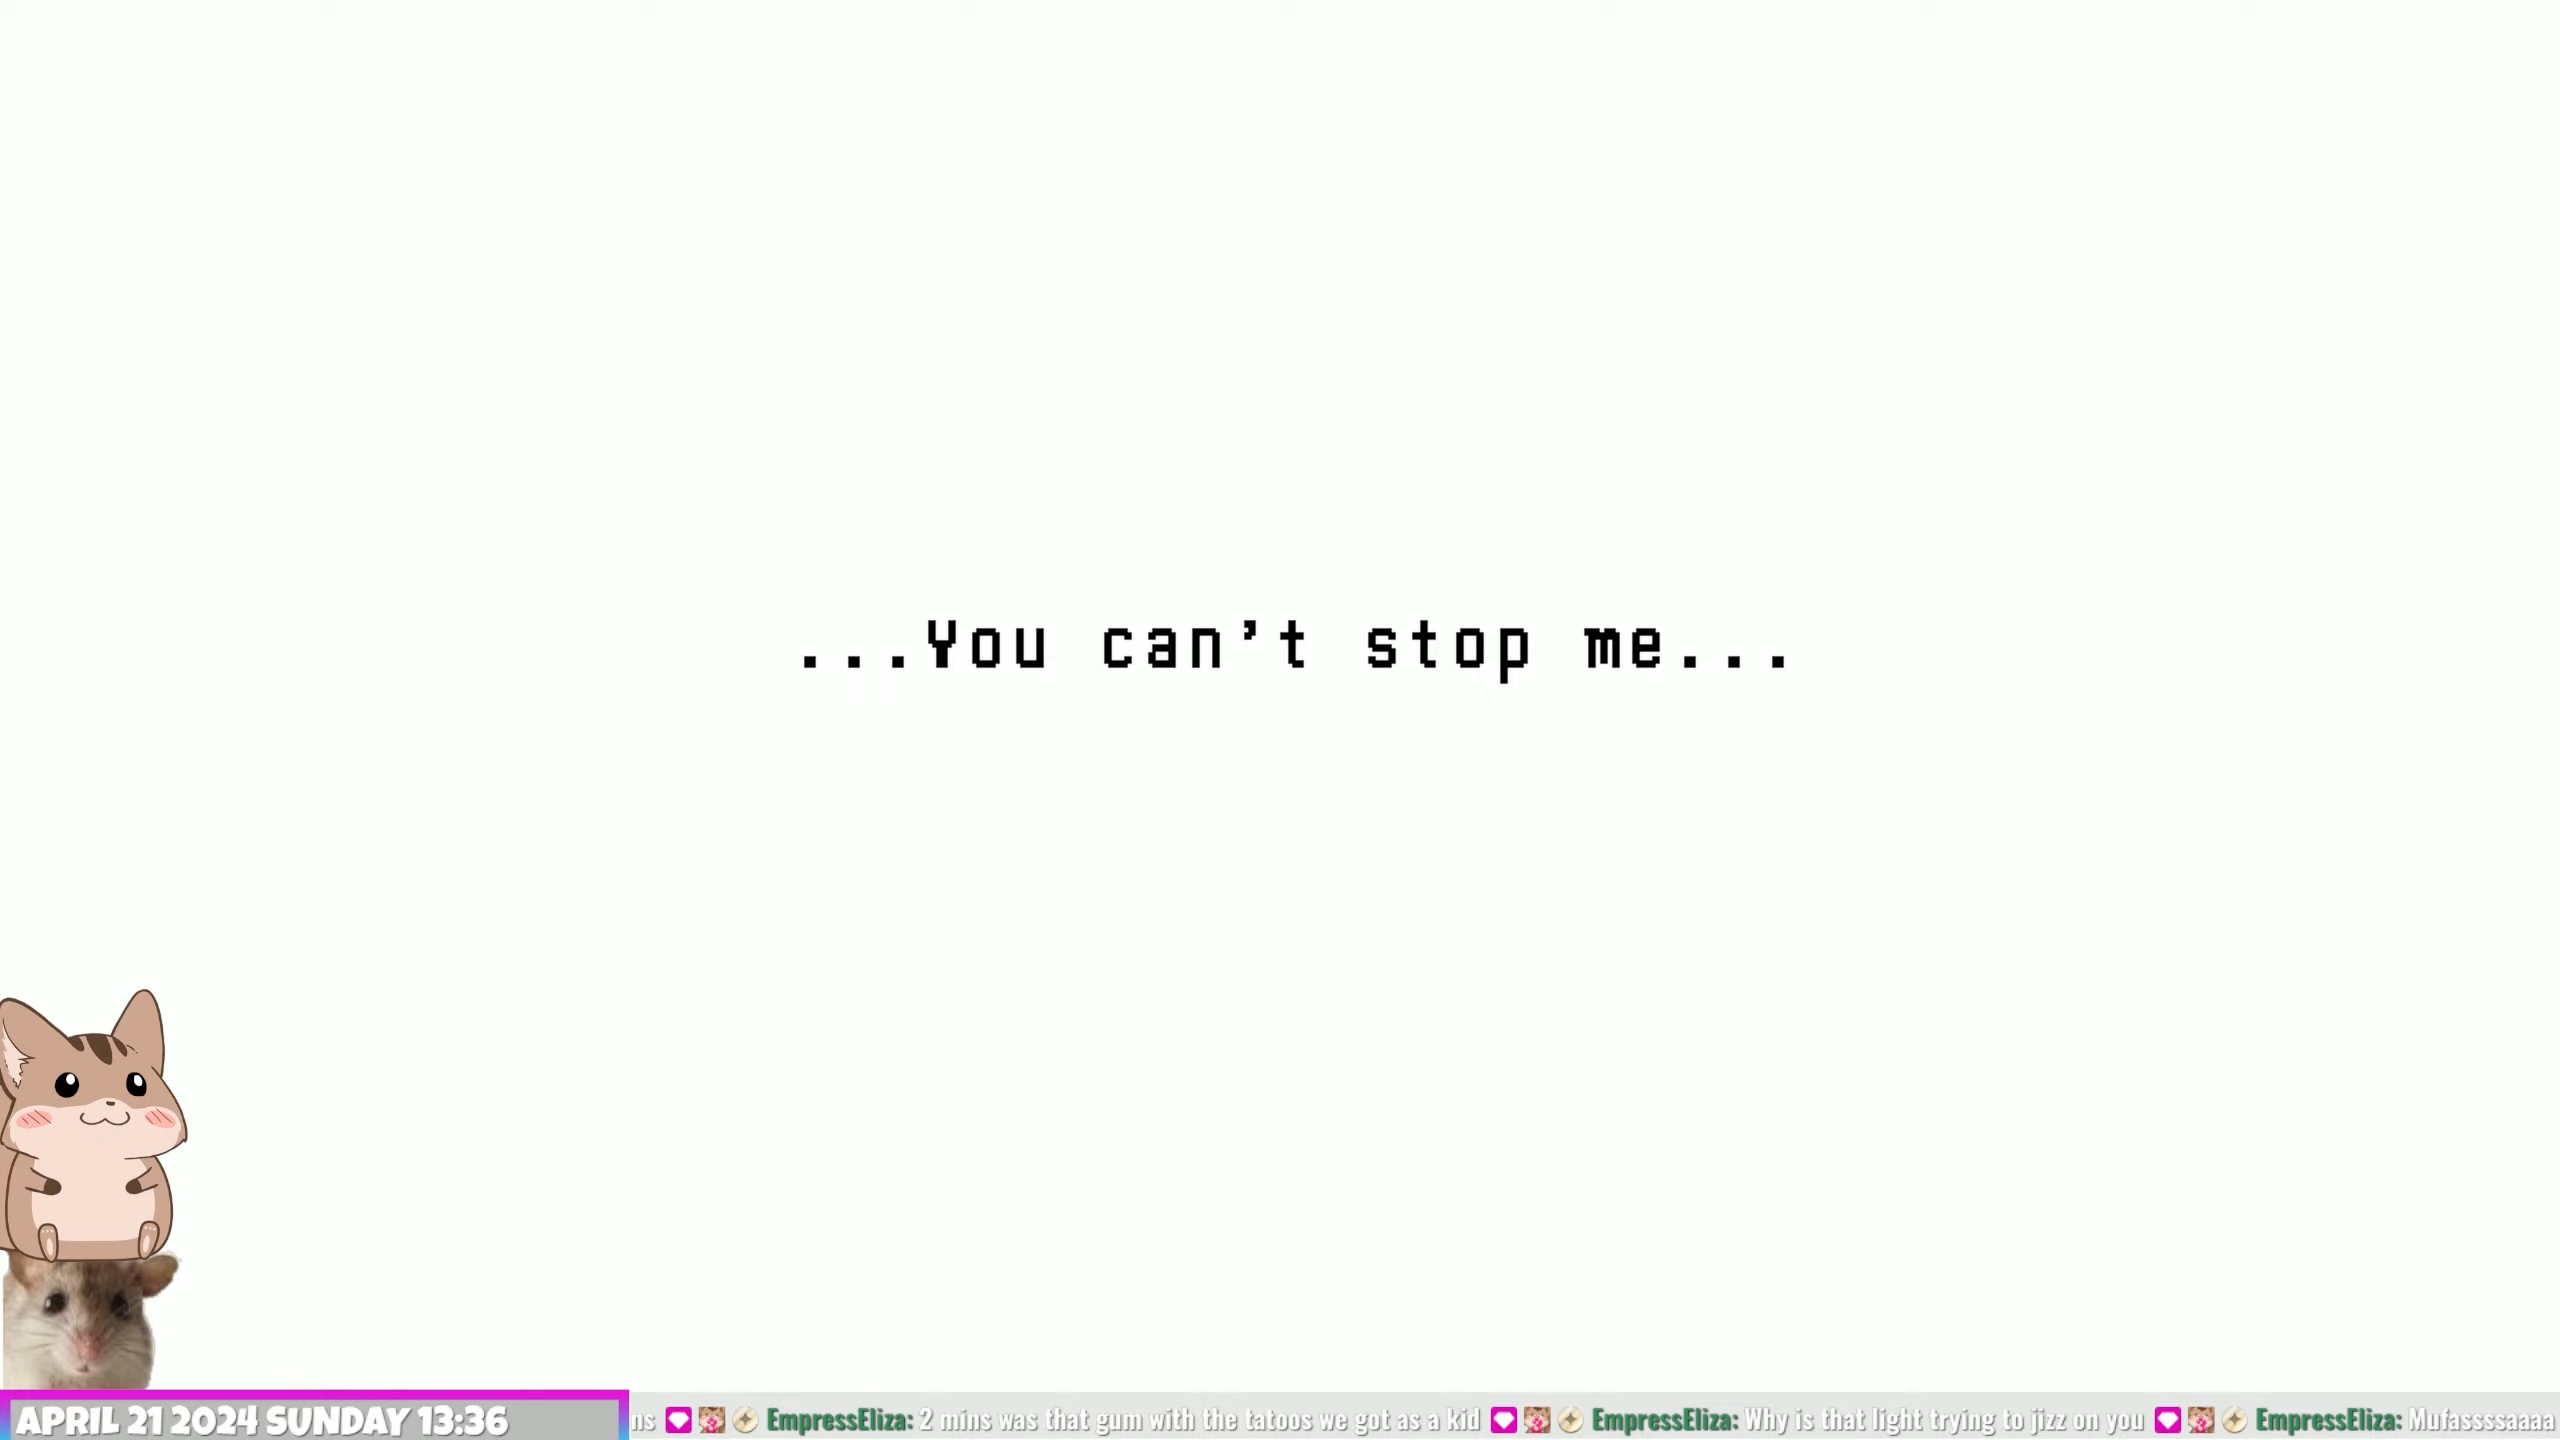 ...You can't stop me...
APRIL 21 2024 SUNDAY 13:36
ns EmpressEliza: 2 mins was that gum with the tatoos we got as a kid EmpressEliza: Why is that light trying to jizz on you EmpressEliza: Mufassssaaaa